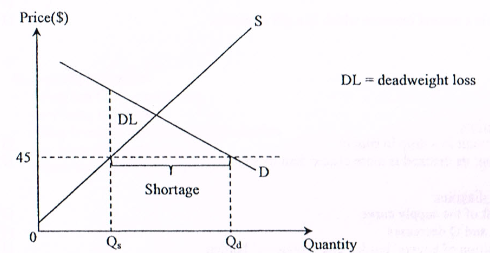 Price($)
S
DL = deadweight loss
DL
45
D
Shortage
0
Qs
Qd
Quantity